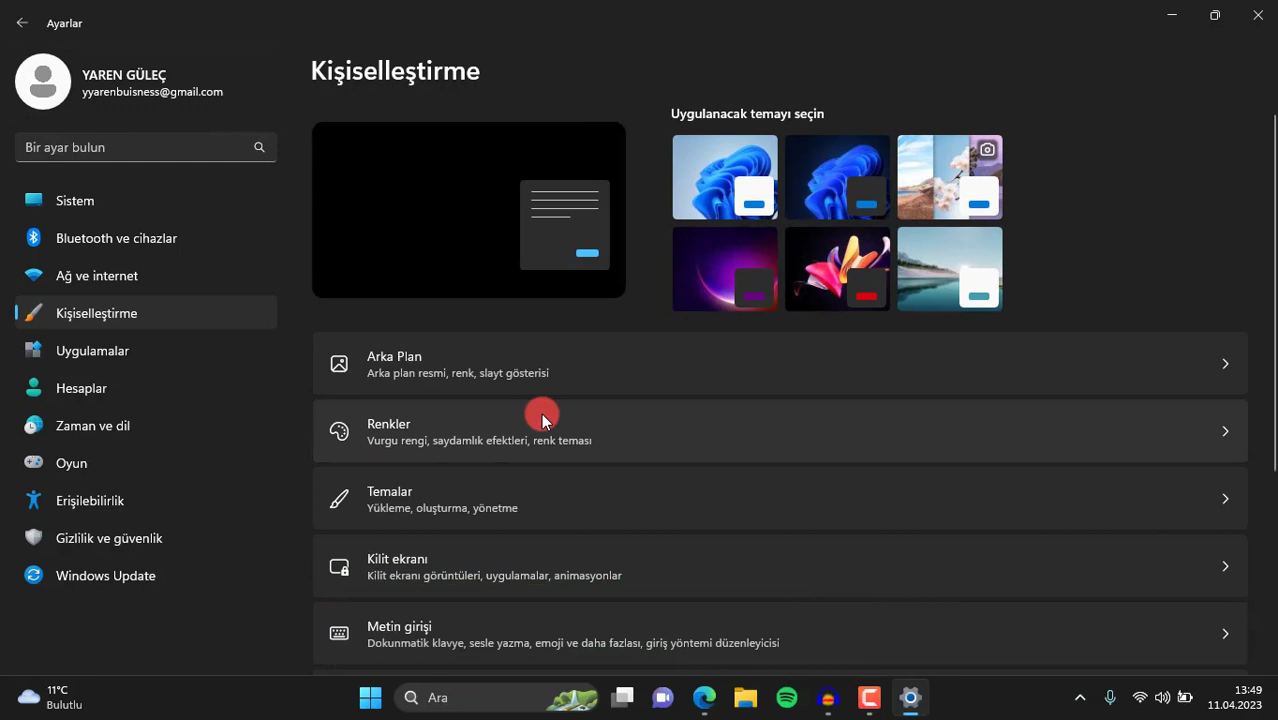 Ayarlar
YAREN GÜLEÇ
yyarenbuisness@gmail.com
Bir ayar bulun
Sistem
Bluetooth ve cihazlar
Ağ ve internet
Kişiselleştirme
Uygulamalar
Hesaplar
Zaman ve dil
Oyun
Erişilebilirlik
Gizlilik ve güvenlik
Windows Update
Kişiselleştirme
Uygulanacak temayı seçin
Arka Plan
Arka plan resmi, renk, slayt gösterisi
Renkler
Vurgu rengi, saydamlık efektleri, renk teması
Temalar
Yükleme, oluşturma, yönetme
Kilit ekranı
Kilit ekranı görüntüleri, uygulamalar, animasyonlar
Metin girişi
Dokunmatik klavye, sesle yazma, emoji ve daha fazlası, giriş yöntemi düzenleyicisi
11°C
Bulutlu
Ara
13:49
11.04.2023